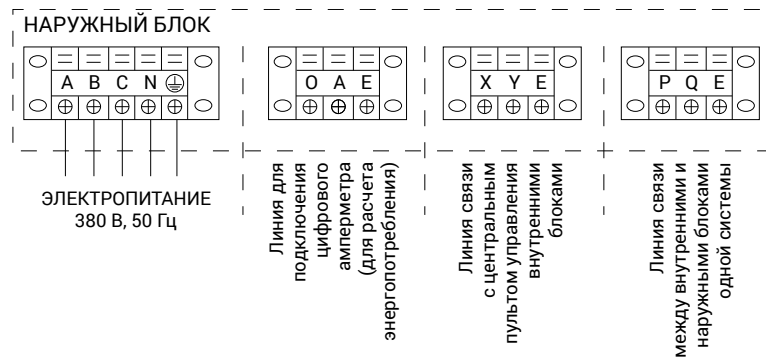 НАРУЖНЫЙ БЛОК
A B C N
O A E
X Y E
P Q E
ЭЛЕКТРОПИТАНИЕ
380 В, 50 Гц
Линия для
подключения
цифрового
амперметра
(для расчета
энергопотребления)
Линия связи
с центральным
пультом управления
внутренними
блоками
Линия связи
между внутренними и
наружными блоками
одной системы